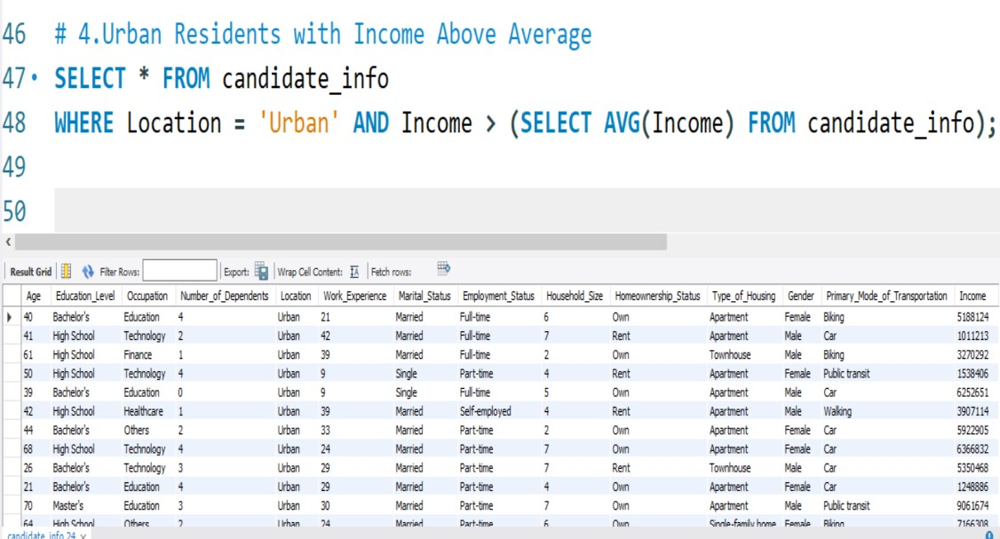 46 # 4.Urban Residents with Income Above Average
47 SELECT * FROM candidate_info
48 WHERE Location = 'Urban' AND Income > (SELECT AVG(Income) FROM candidate_info);
49
50
Result Grid Filter Rows: Export: Wrap Cell Content: Fetch rows:
Age Education_Level Occupation Number_of_Dependents Location Work_Experience Marital_Status Employment_Status Household_Size Homeownership_Status Type_of_Housing Gender Primary_Mode_of_Transportation Income
40 Bachelor's Education 4 Urban 21 Married Full-time 6 Own Apartment Female Biking 5188124
41 High School Technology 2 Urban 42 Married Full-time 7 Rent Apartment Male Car 1011213
61 High School Finance 1 Urban 39 Married Full-time 2 Own Townhouse Male Biking 3270292
50 High School Technology 4 Urban 9 Single Part-time 4 Rent Apartment Female Public transit 1538406
39 Bachelor's Education 0 Urban 9 Single Full-time 5 Own Apartment Male Car 6252651
42 High School Healthcare 1 Urban 39 Married Self-employed 4 Rent Apartment Male Walking 3907114
44 Bachelor's Others 2 Urban 33 Married Part-time 2 Own Apartment Female Car 5922905
68 High School Technology 4 Urban 24 Married Part-time 7 Own Apartment Female Car 6366832
26 Bachelor's Technology 3 Urban 29 Married Part-time 7 Rent Townhouse Male Car 5350468
21 Bachelor's Education 4 Urban 29 Married Part-time 4 Own Apartment Female Car 1248886
70 Master's Education 3 Urban 30 Married Part-time 7 Own Apartment Male Public transit 9061674
64 High School Others 2 Urban 24 Married Part-time 6 Own Single-family home Female Biking 7166308
candidate_info 24 x